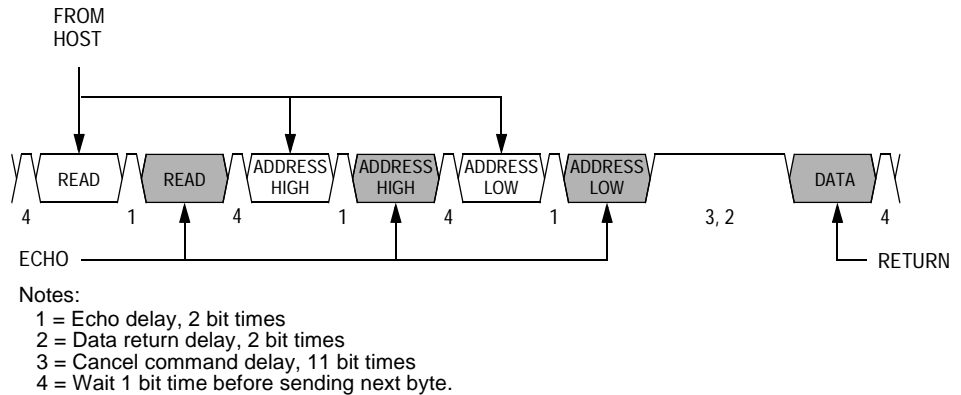 FROM
HOST
READ
READ
ADDRESS
HIGH
ADDRESS
HIGH
ADDRESS
LOW
ADDRESS
LOW
DATA
4 1 4 1 4 1 3, 2 4
ECHO
RETURN
Notes:
1 = Echo delay, 2 bit times
2 = Data return delay, 2 bit times
3 = Cancel command delay, 11 bit times
4 = Wait 1 bit time before sending next byte.